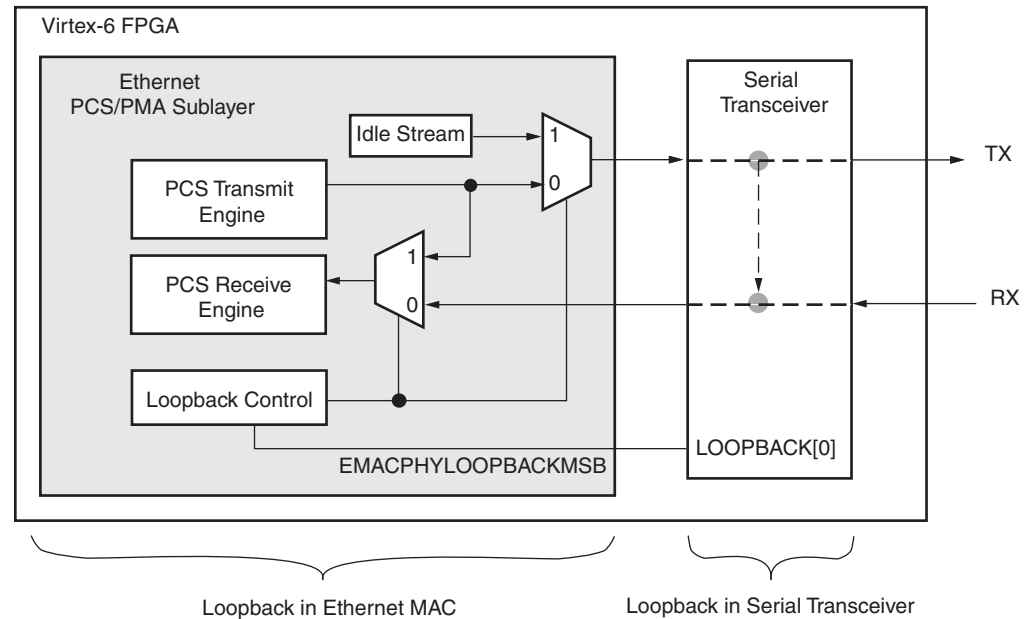 Virtex-6 FPGA
Ethernet
PCS/PMA Sublayer
Serial
Transceiver
Idle Stream
1
0
TX
PCS Transmit
Engine
1
0
PCS Receive
Engine
RX
Loopback Control
LOOPBACK[0]
EMACPHYLOOPBACKMSB
Loopback in Ethernet MAC
Loopback in Serial Transceiver